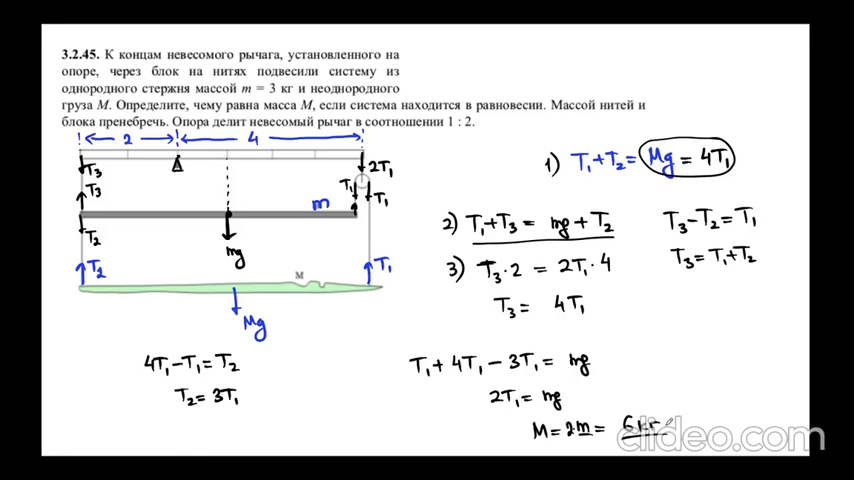 3.2.45. К концам невесомого рычага, установленного на
опоре, через блок на нитях подвесили систему из
однородного стержня массой m = 3 кг и неоднородного
груза M. Определите, чему равна масса M, если система находится в равновесии. Массой нитей и
блока пренебречь. Опора делит невесомый рычаг в соотношении 1 : 2.
2 4
T₃ 2T₁
T₃ T₁ T₁
m
T₂
mg
T₂ T₁
M
Mg
1) T₁+T₂= Mg = 4T₁
2) T₁+T₃ = mg + T₂ T₃-T₂=T₁
T₃=T₁+T₂
3) T₃·2 = 2T₁·4
T₃ = 4T₁
4T₁-T₁=T₂
T₂=3T₁
T₁+ 4T₁ - 3T₁= mg
2T₁= mg
M=2m= 6кг
elideo.com